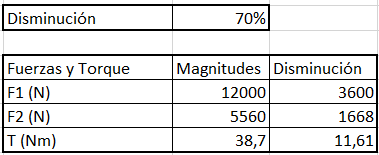 Disminución 70%
Fuerzas y Torque Magnitudes Disminución
F1 (N) 12000 3600
F2 (N) 5560 1668
T (Nm) 38,7 11,61